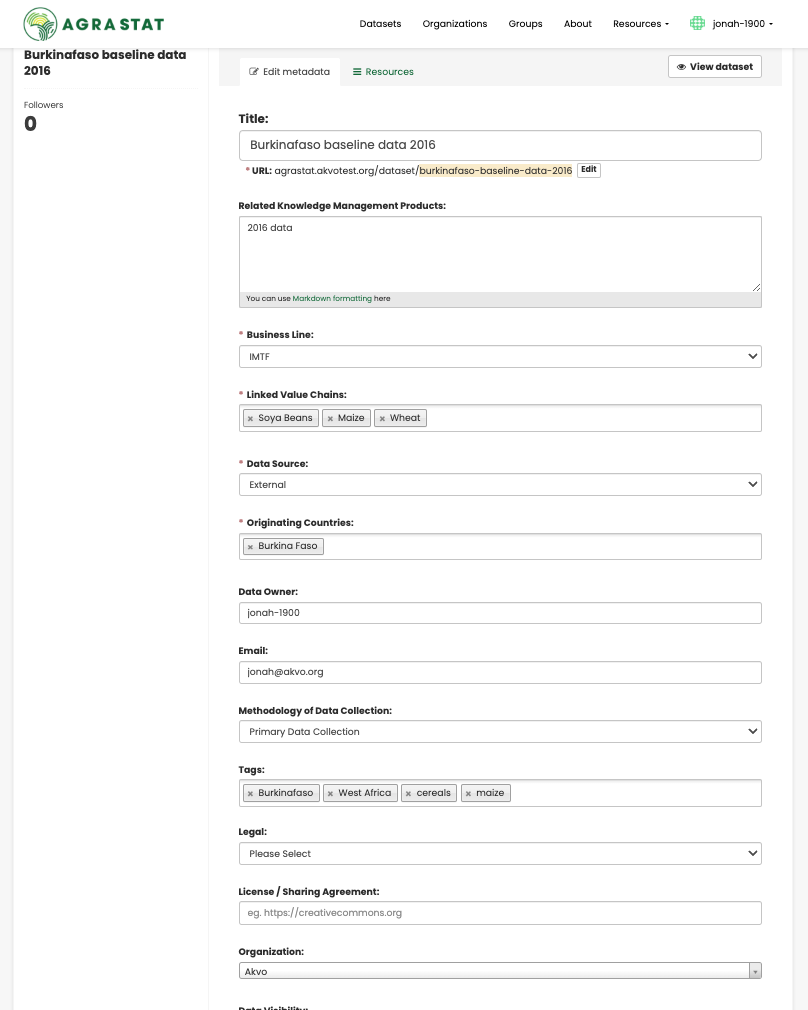 AGRA STAT
Datasets Organizations Groups About Resources jonah-1900
Burkinafaso baseline data
2016
Followers
0
Edit metadata Resources View dataset
Title:
Burkinafaso baseline data 2016
* URL: agrastat.akvotest.org/dataset/burkinafaso-baseline-data-2016 Edit
Related Knowledge Management Products:
2016 data
You can use Markdown formatting here
* Business Line:
IMTF
* Linked Value Chains:
× Soya Beans × Maize × Wheat
* Data Source:
External
* Originating Countries:
× Burkina Faso
Data Owner:
jonah-1900
Email:
jonah@akvo.org
Methodology of Data Collection:
Primary Data Collection
Tags:
× Burkinafaso × West Africa × cereals × maize
Legal:
Please Select
License / Sharing Agreement:
eg. https://creativecommons.org
Organization:
Akvo
Data Visibility: